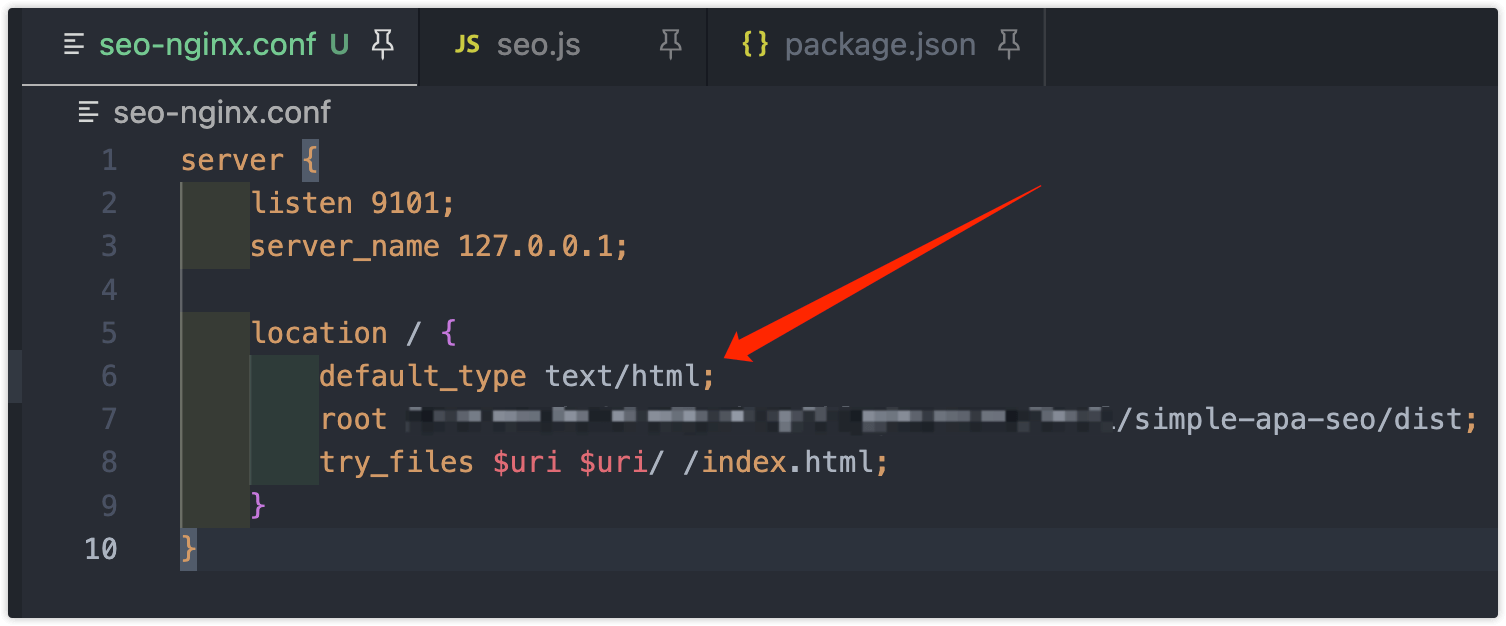 seo-nginx.conf U JS seo.js {} package.json
seo-nginx.conf
1 server {
2 listen 9101;
3 server_name 127.0.0.1;
4
5 location / {
6 default_type text/html;
7 root /simple-apa-seo/dist;
8 try_files $uri $uri/ /index.html;
9 }
10 }